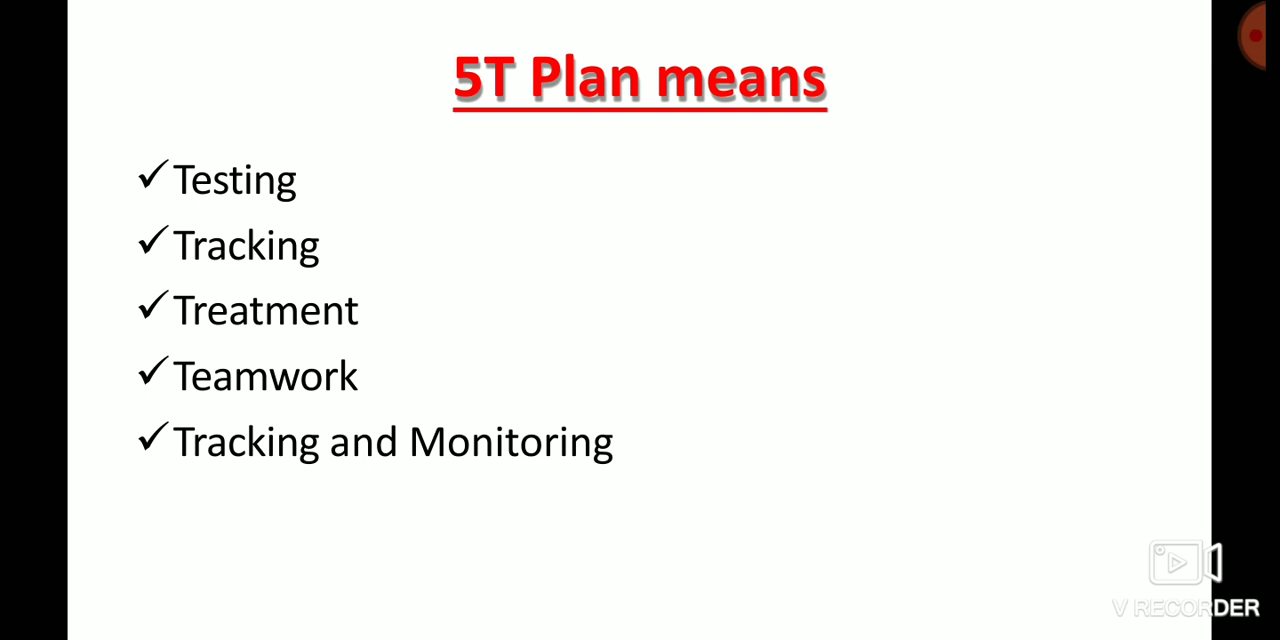 5T Plan means
✓Testing
✓Tracking
✓Treatment
✓Teamwork
✓Tracking and Monitoring
V RECORDER